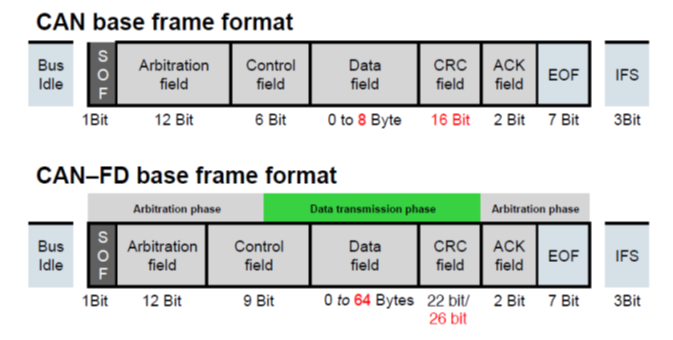 CAN base frame format
Bus Idle
SOF
Arbitration field
Control field
Data field
CRC field
ACK field
EOF
IFS
1Bit
12 Bit
6 Bit
0 to 8 Byte
16 Bit
2 Bit
7 Bit
3Bit
CAN–FD base frame format
Arbitration phase
Data transmission phase
Arbitration phase
Bus Idle
SOF
Arbitration field
Control field
Data field
CRC field
ACK field
EOF
IFS
1Bit
12 Bit
9 Bit
0 to 64 Bytes
22 bit/
26 bit
2 Bit
7 Bit
3Bit